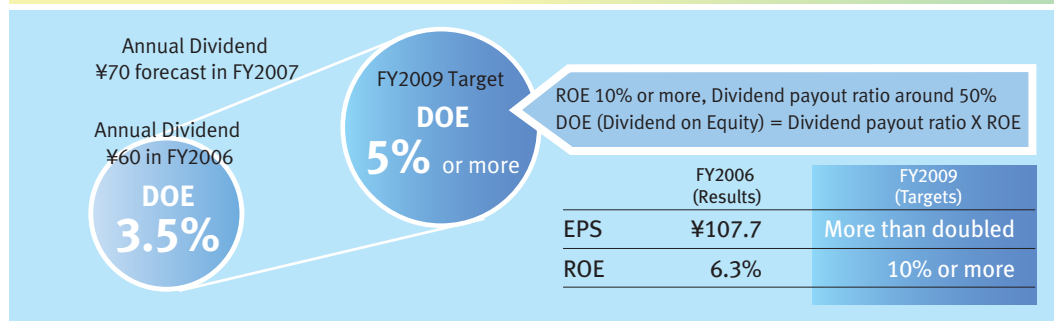 Annual Dividend
¥70 forecast in FY2007
Annual Dividend
¥60 in FY2006
DOE
3.5%
FY2009 Target
DOE
5% or more
ROE 10% or more, Dividend payout ratio around 50%
DOE (Dividend on Equity) = Dividend payout ratio X ROE
FY2006 FY2009
(Results) (Targets)
EPS ¥107.7 More than doubled
ROE 6.3% 10% or more